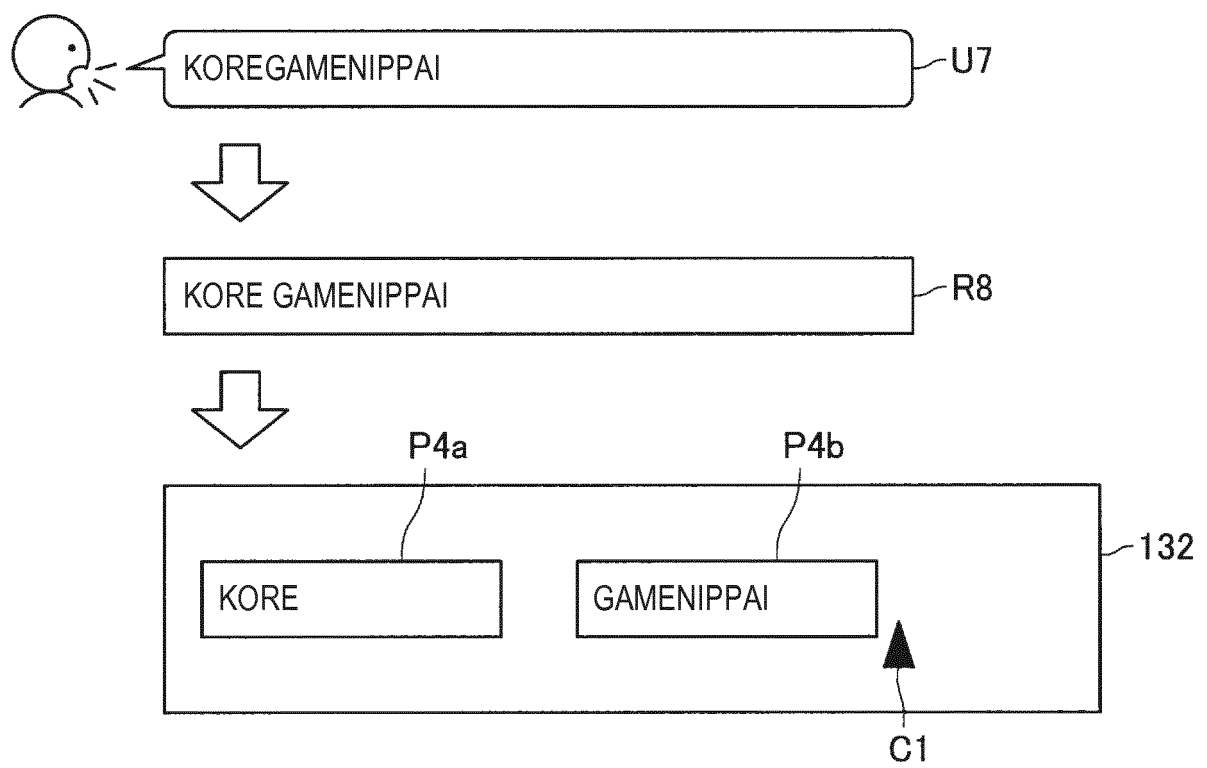 KOREGAMENIPPAI
U7
KORE GAMENIPPAI
R8
P4a
P4b
132
KORE
GAMENIPPAI
C1